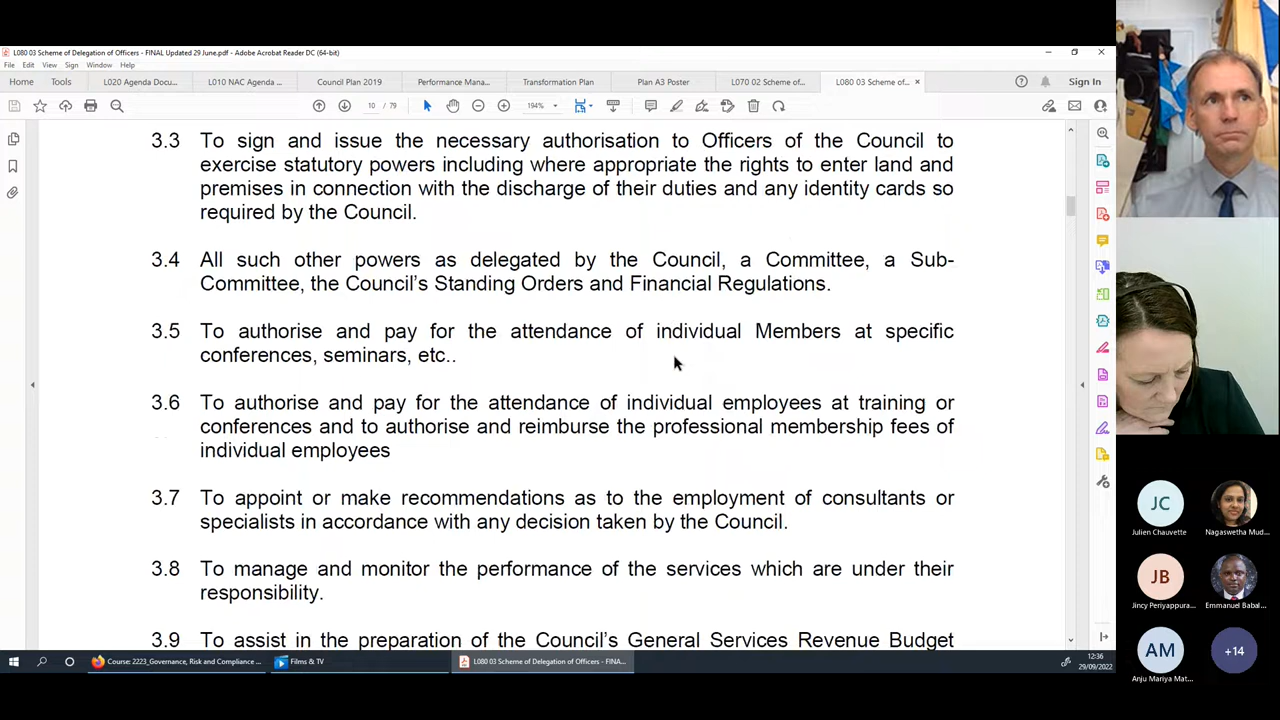 L080 03 Scheme of Delegation of Officers - FINAL Updated 29 June.pdf - Adobe Acrobat Reader DC (64-bit)
File Edit View Sign Window Help
Home Tools L020 Agenda Docu... L010 NAC Agenda ... Council Plan 2019 Performance Mana... Transformation Plan Plan A3 Poster L070 02 Scheme of... L080 03 Scheme of... × Sign In
10 / 79 194%
3.3 To sign and issue the necessary authorisation to Officers of the Council to
exercise statutory powers including where appropriate the rights to enter land and
premises in connection with the discharge of their duties and any identity cards so
required by the Council.
3.4 All such other powers as delegated by the Council, a Committee, a Sub-
Committee, the Council's Standing Orders and Financial Regulations.
3.5 To authorise and pay for the attendance of individual Members at specific
conferences, seminars, etc..
3.6 To authorise and pay for the attendance of individual employees at training or
conferences and to authorise and reimburse the professional membership fees of
individual employees
3.7 To appoint or make recommendations as to the employment of consultants or
specialists in accordance with any decision taken by the Council.
3.8 To manage and monitor the performance of the services which are under their
responsibility.
3.9 To assist in the preparation of the Council's General Services Revenue Budget
JC
Julien Chauvette Nagaswetha Mud...
JB
Jincy Periyappura... Emmanuel Babal...
AM +14
Anju Mariya Mat...
Course: 2223_Governance, Risk and Compliance ... Films & TV L080 03 Scheme of Delegation of Officers - FINA... 12:36
29/09/2022